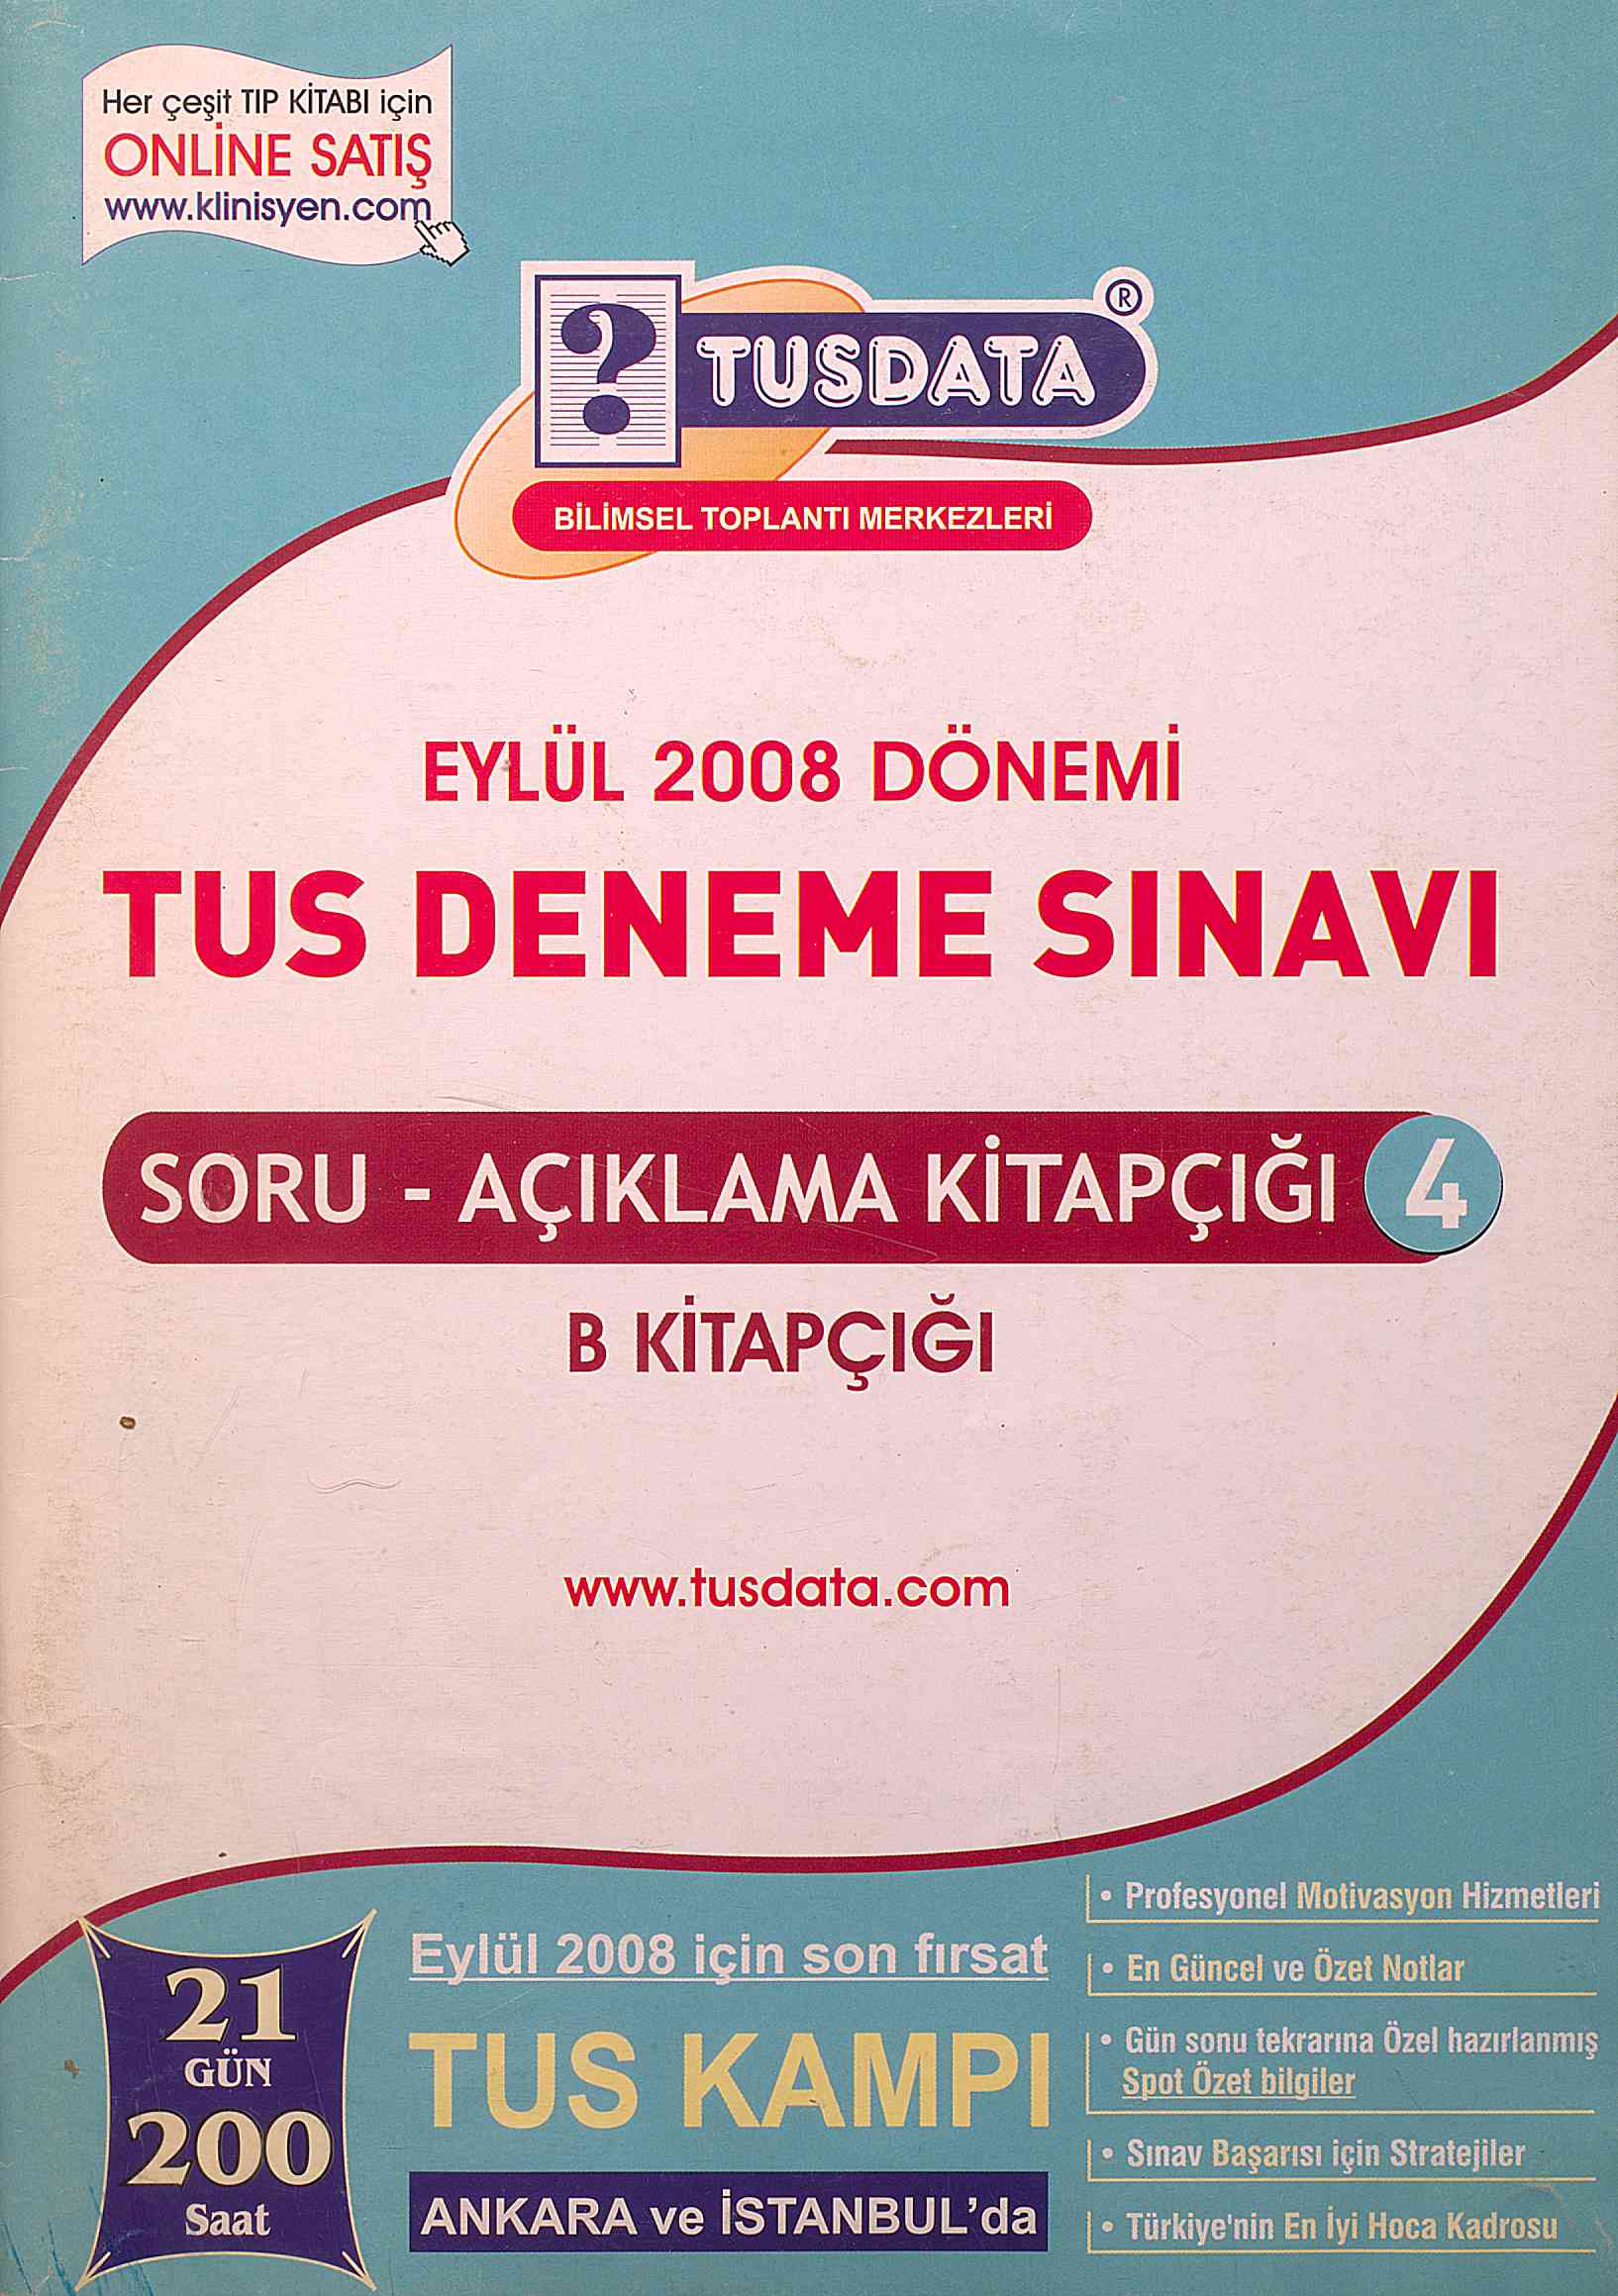 Her çeşit TIP KİTABI için
ONLİNE SATIŞ
www.klinisyen.com
?
TUSDATA®
BİLİMSEL TOPLANTI MERKEZLERİ
EYLÜL 2008 DÖNEMİ
TUS DENEME SINAVI
SORU - AÇIKLAMA KİTAPÇIĞI 4
B KİTAPÇIĞI
www.tusdata.com
21
GÜN
200
Saat
Eylül 2008 için son fırsat
TUS KAMPI
ANKARA ve İSTANBUL'da
• Profesyonel Motivasyon Hizmetleri
• En Güncel ve Özet Notlar
• Gün sonu tekrarına Özel hazırlanmış
Spot Özet bilgiler
• Sınav Başarısı için Stratejiler
• Türkiye'nin En İyi Hoca Kadrosu